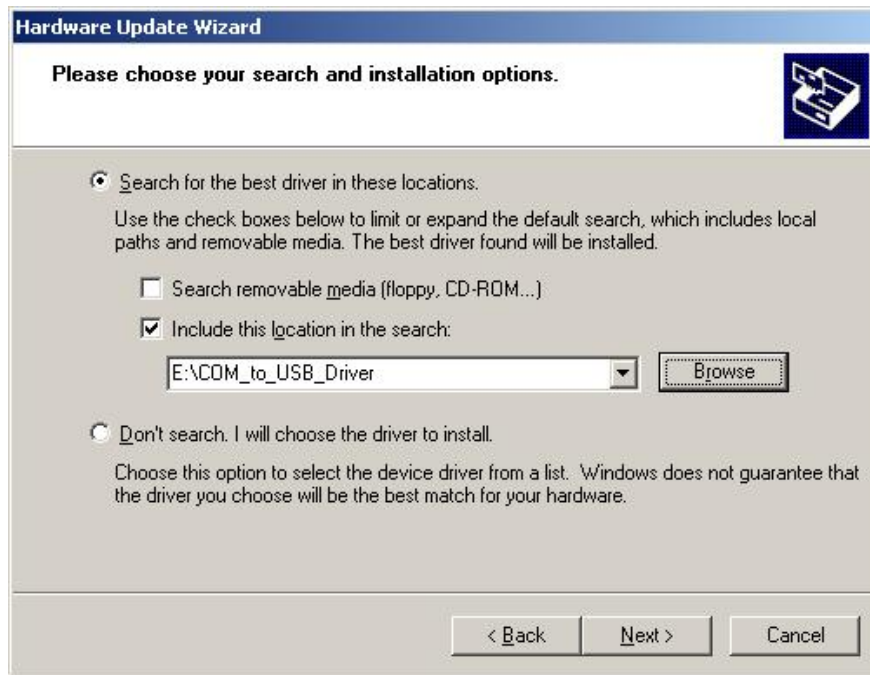 Hardware Update Wizard
Please choose your search and installation options.
Search for the best driver in these locations.
Use the check boxes below to limit or expand the default search, which includes local
paths and removable media. The best driver found will be installed.
Search removable media (floppy, CD-ROM...)
Include this location in the search:
E:\COM_to_USB_Driver
Browse
Don't search. I will choose the driver to install.
Choose this option to select the device driver from a list. Windows does not guarantee that
the driver you choose will be the best match for your hardware.
< Back
Next >
Cancel